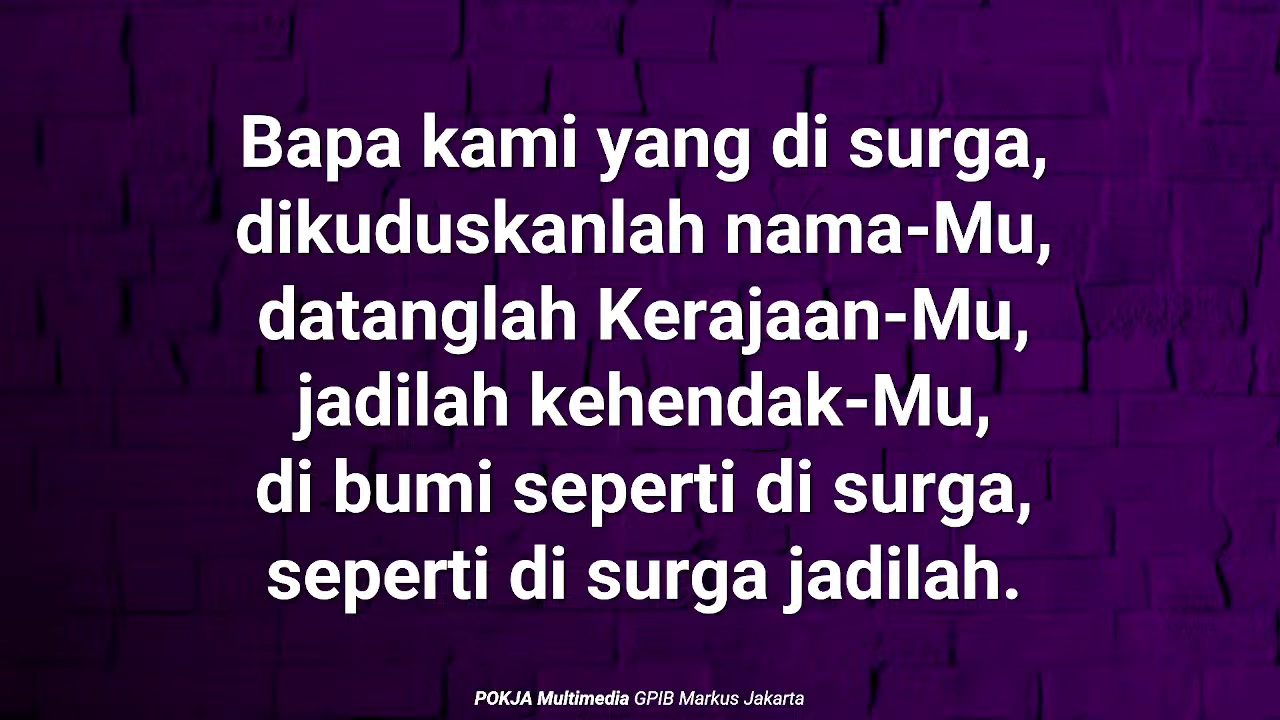 Bapa kami yang di surga,
dikuduskanlah nama-Mu,
datanglah Kerajaan-Mu,
jadilah kehendak-Mu,
di bumi seperti di surga,
seperti di surga jadilah.
POKJA Multimedia GPIB Markus Jakarta